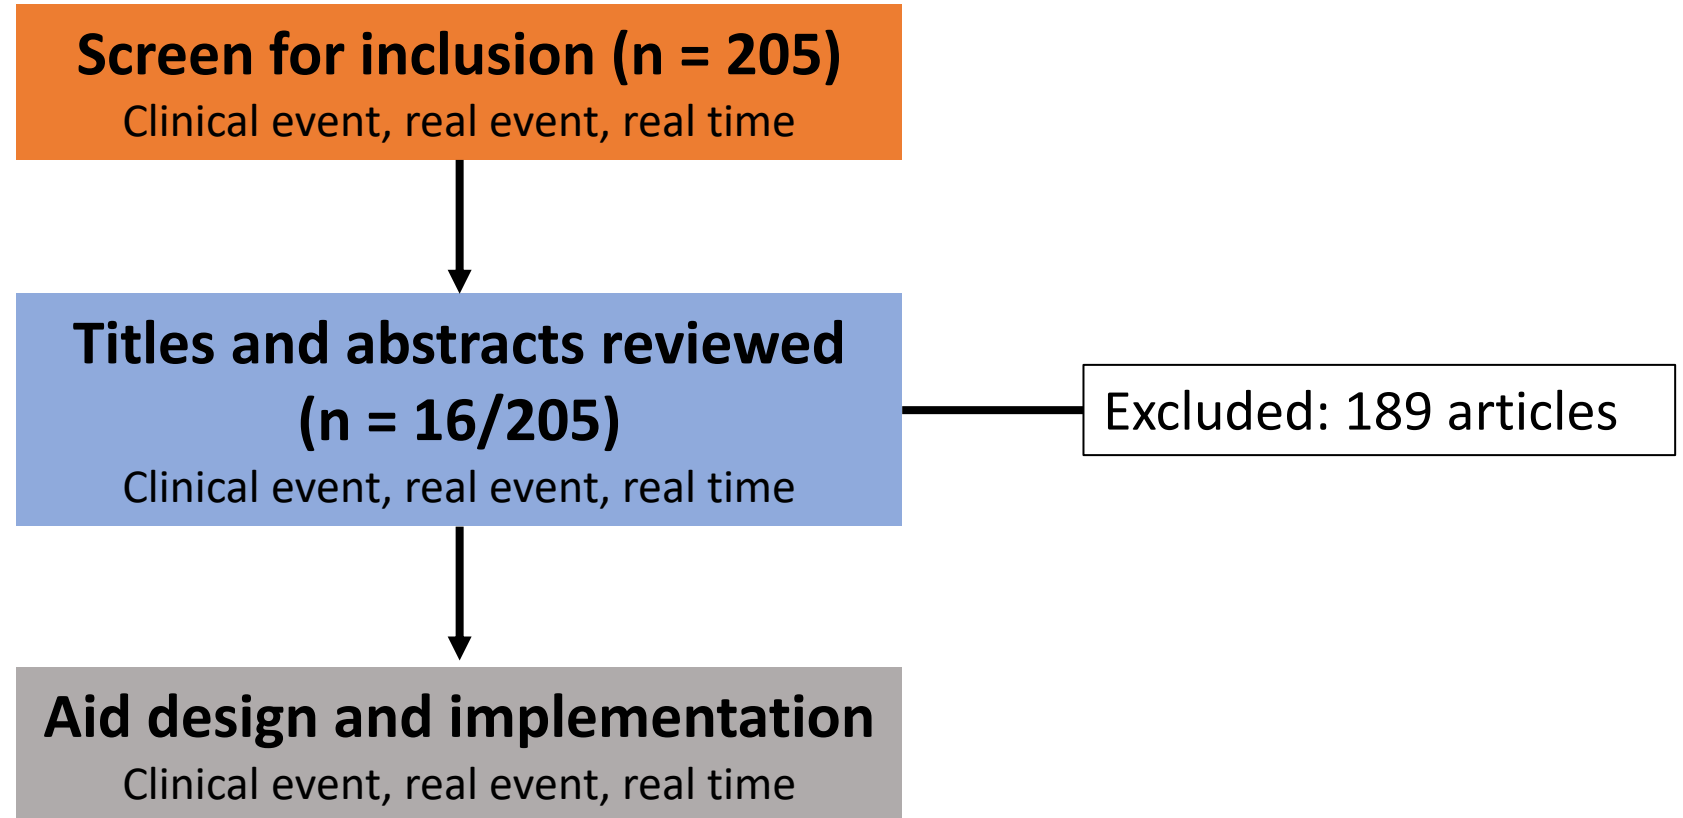 Screen for inclusion (n = 205)
Clinical event, real event, real time
Titles and abstracts reviewed
(n = 16/205)
Clinical event, real event, real time
Excluded: 189 articles
Aid design and implementation
Clinical event, real event, real time